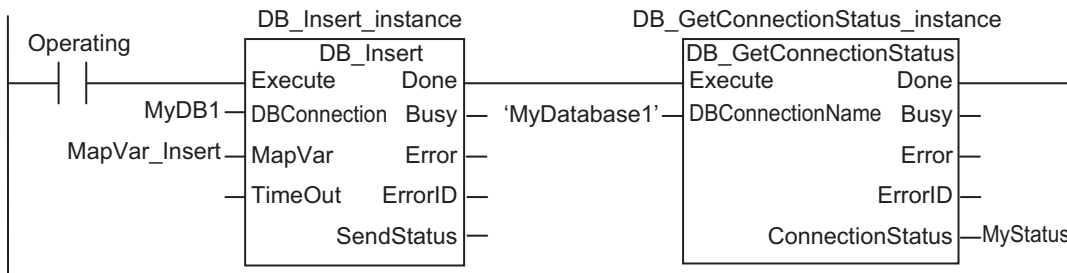 DB_Insert_instance
DB_GetConnectionStatus_instance
Operating
DB_Insert
DB_GetConnectionStatus
Execute Done
Execute Done
MyDB1 DBConnection Busy
‘MyDatabase1’ DBConnectionName Busy
MapVar_Insert MapVar Error
Error
TimeOut ErrorID
ErrorID
SendStatus
ConnectionStatus MyStatus